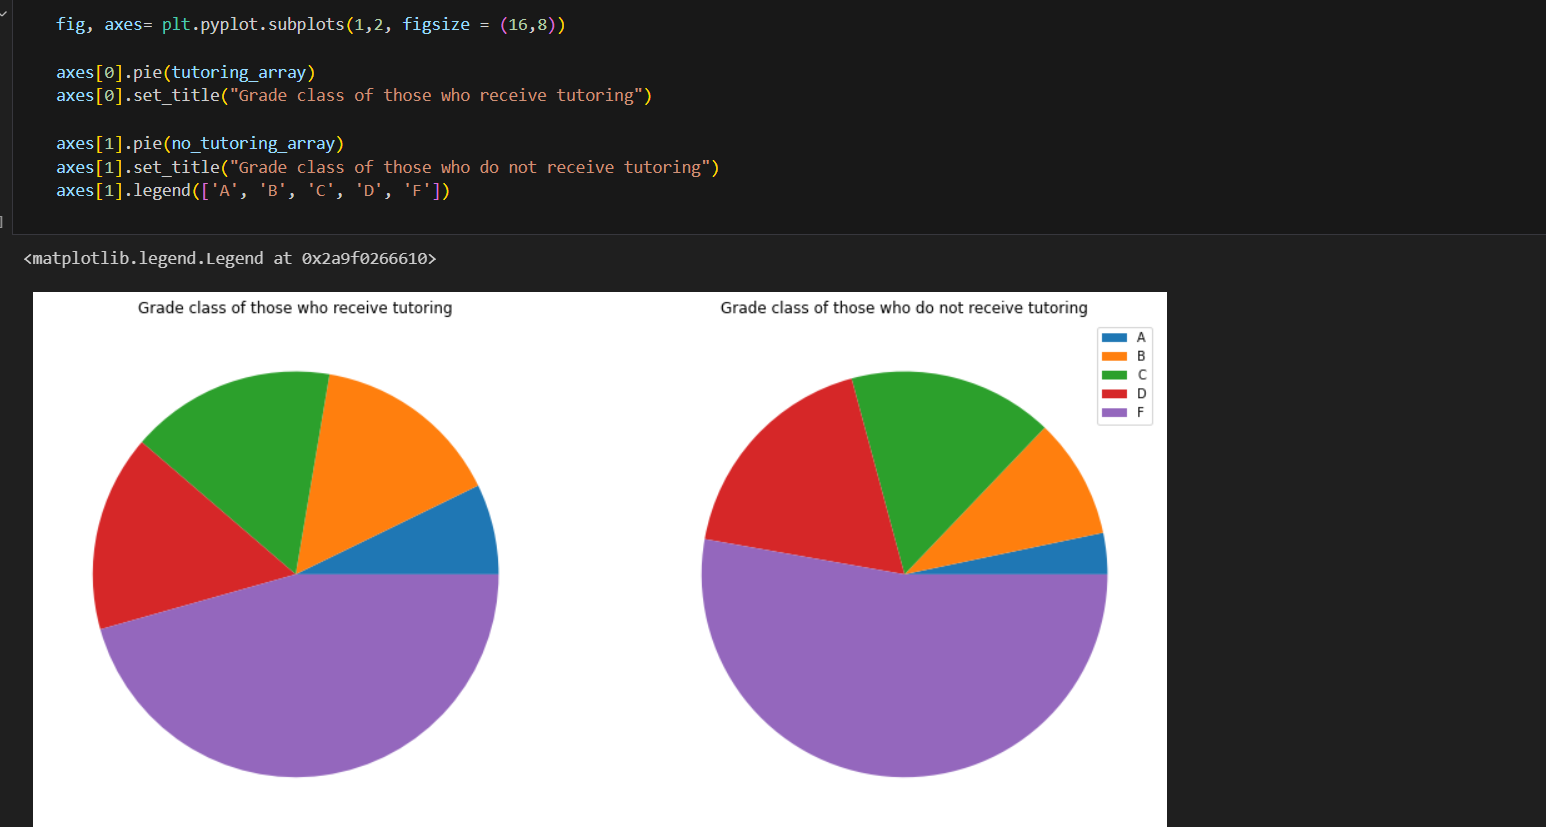 fig, axes= plt.pyplot.subplots(1,2, figsize = (16,8))
axes[0].pie(tutoring_array)
axes[0].set_title("Grade class of those who receive tutoring")
axes[1].pie(no_tutoring_array)
axes[1].set_title("Grade class of those who do not receive tutoring")
axes[1].legend(['A', 'B', 'C', 'D', 'F'])
]
<matplotlib.legend.Legend at 0x2a9f0266610>
Grade class of those who receive tutoring
Grade class of those who do not receive tutoring
A
B
C
D
F